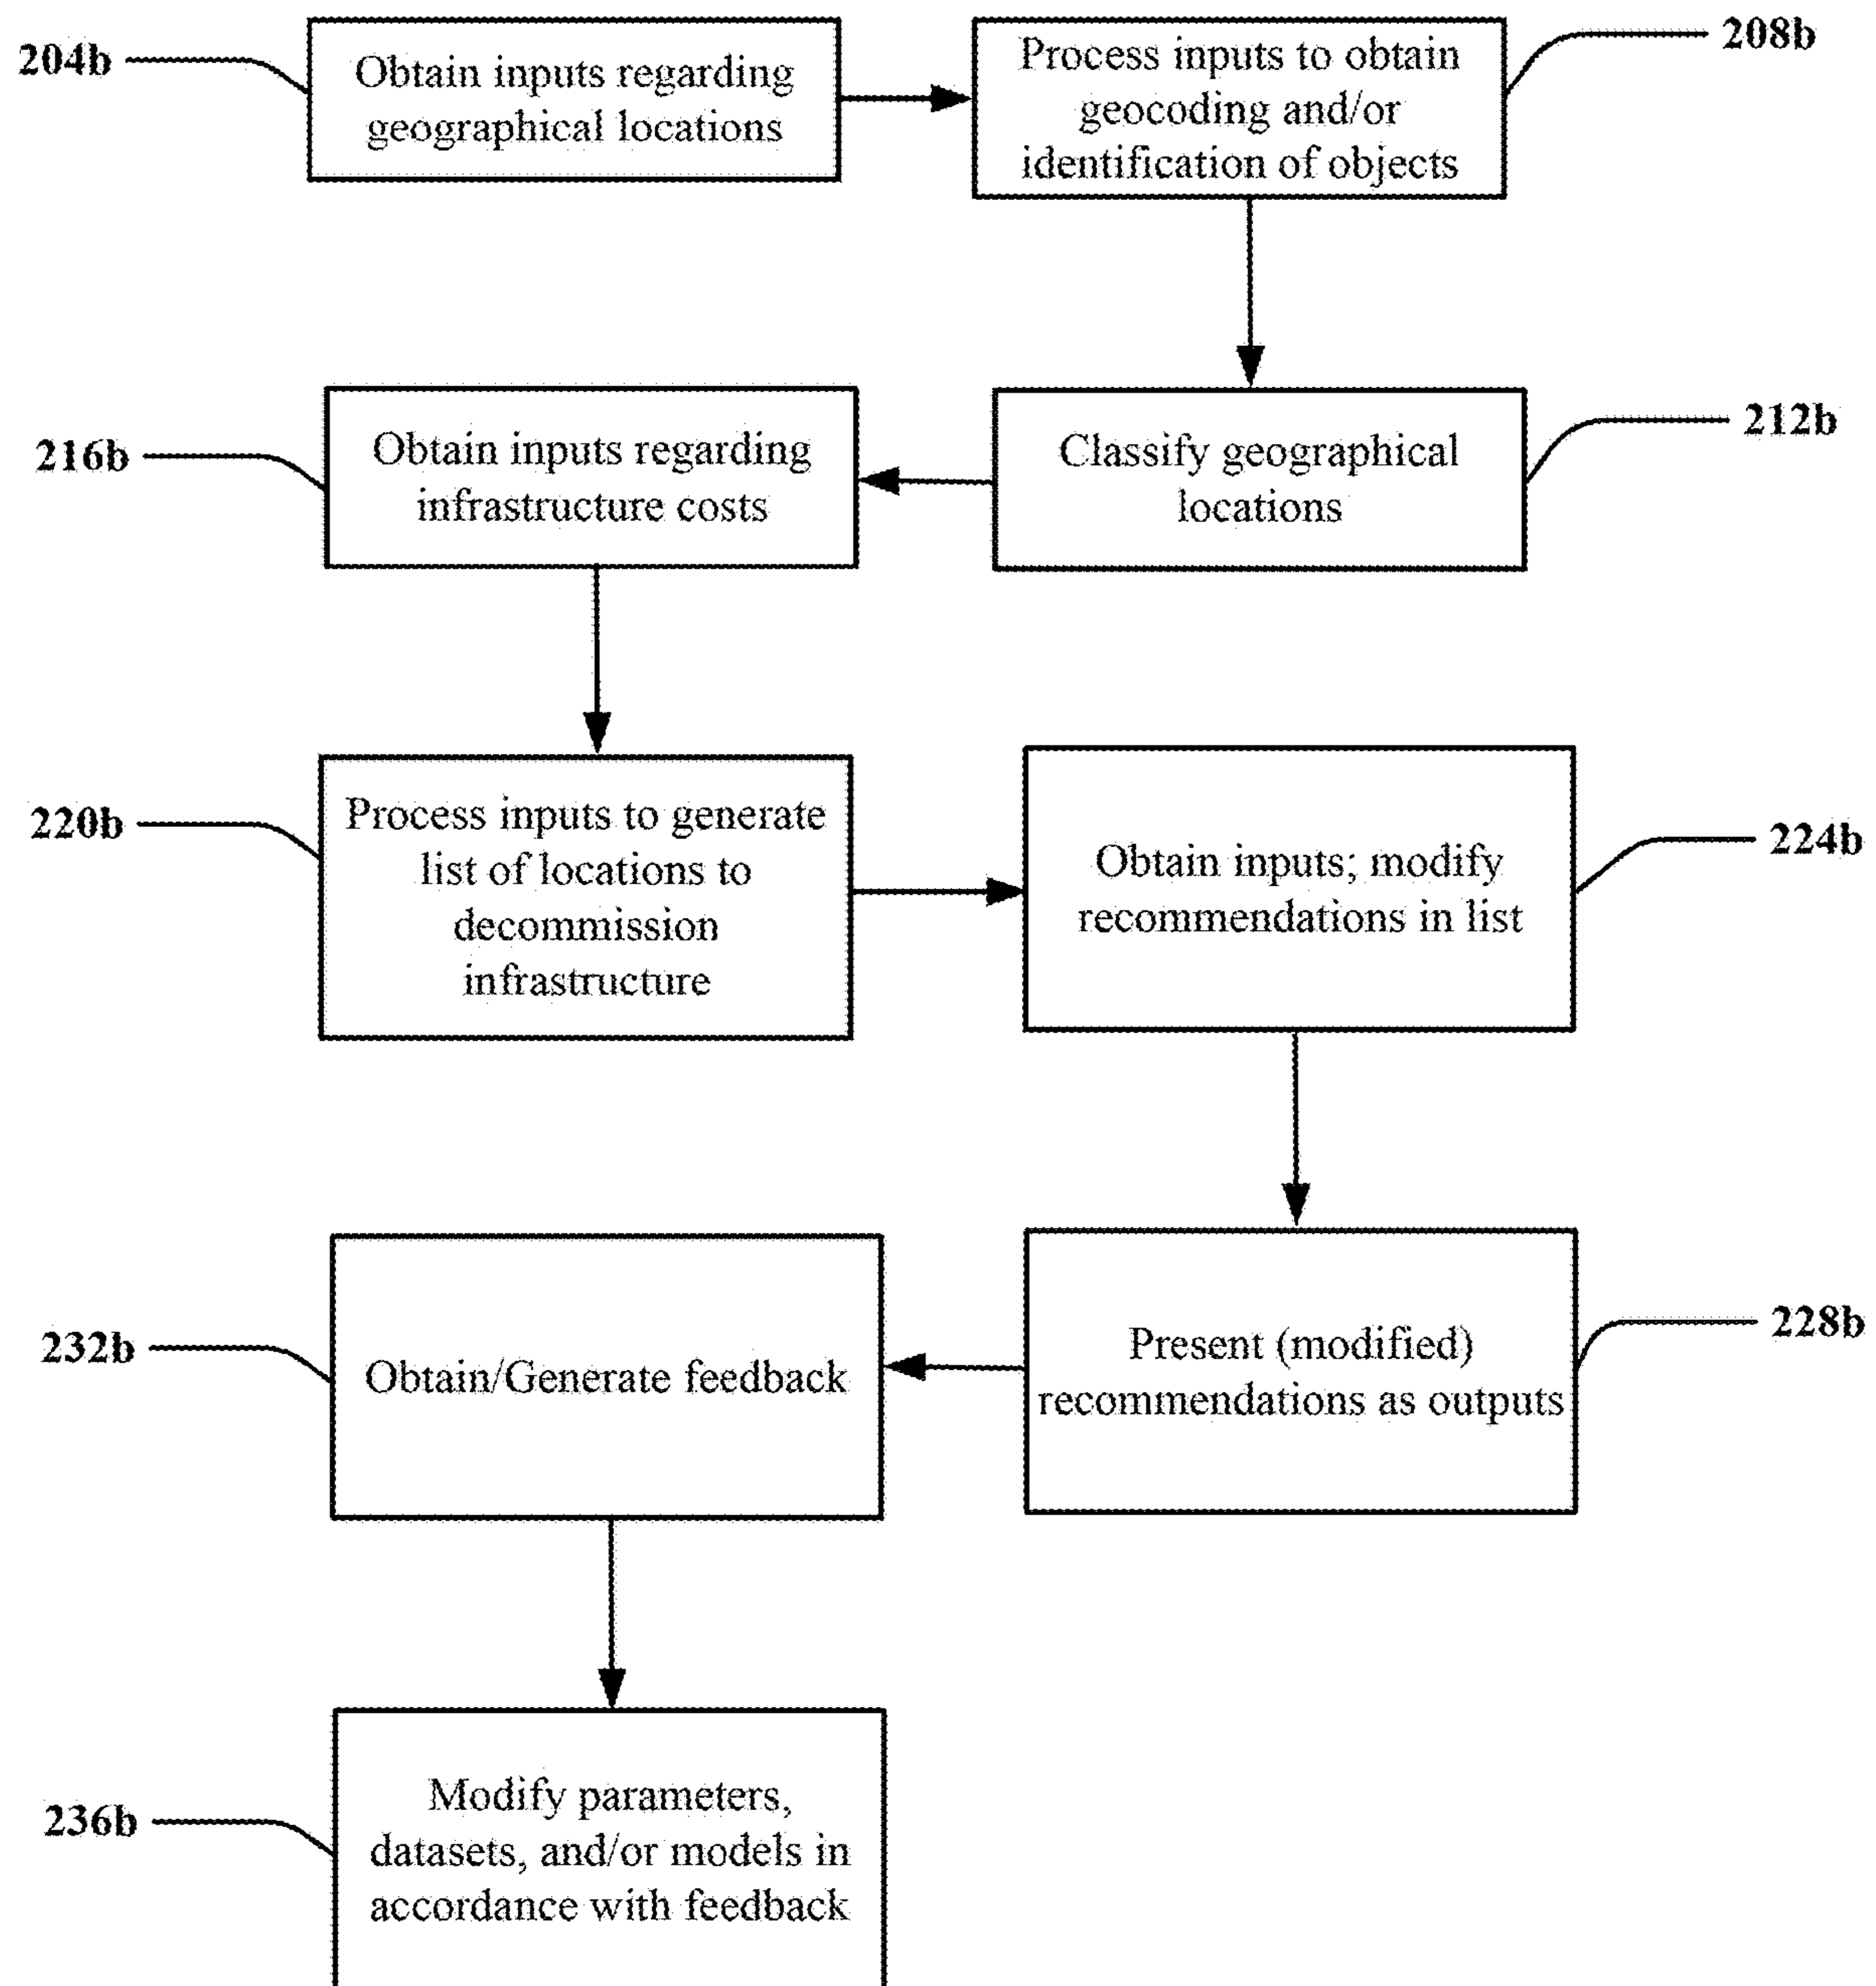 204b
Obtain inputs regarding
geographical locations
Process inputs to obtain
geocoding and/or
identification of objects
208b
216b
Obtain inputs regarding
infrastructure costs
Classify geographical
locations
212b
220b
Process inputs to generate
list of locations to
decommission
infrastructure
Obtain inputs; modify
recommendations in list
224b
232b
Obtain/Generate feedback
Present (modified)
recommendations as outputs
228b
236b
Modify parameters,
datasets, and/or models in
accordance with feedback